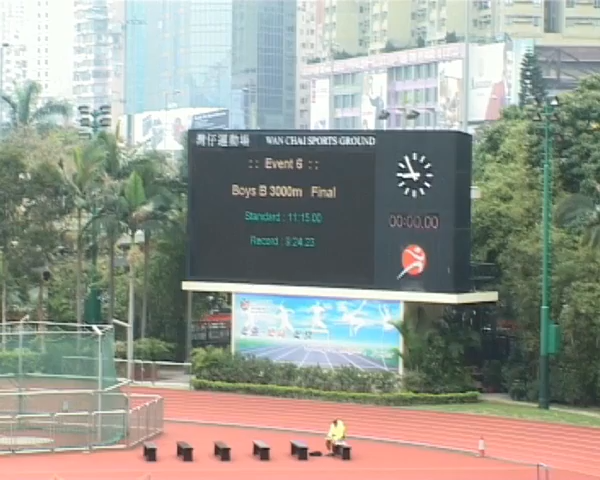 灣仔運動場 WAN CHAI SPORTS GROUND
: : Event 6 : :
Boys B 3000m Final
Standard : 11:15.00
Record : 9:24.23
00:00.00